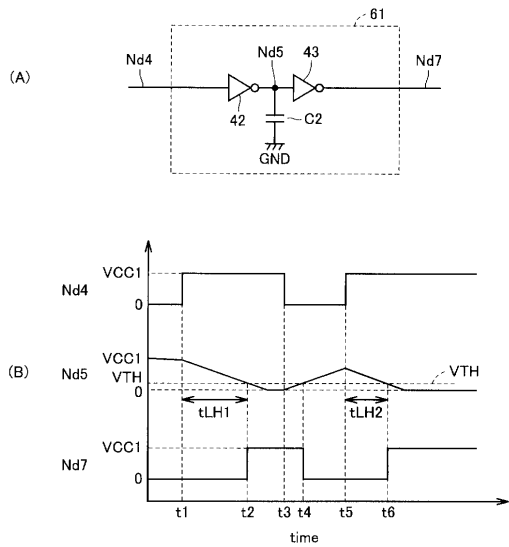 (A)
61
Nd4
Nd5
43
Nd7
42
C2
GND
(B)
Nd4
VCC1
0
Nd5
VCC1
VTH
0
VTH
tLH1
tLH2
Nd7
VCC1
0
t1 t2 t3 t4 t5 t6
time